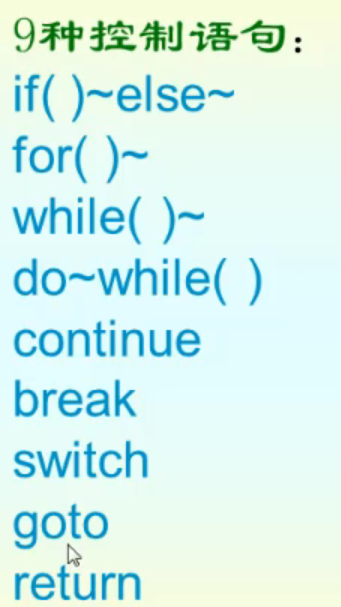 9种控制语句：
if( )~else~
for( )~
while( )~
do~while( )
continue
break
switch
goto
return